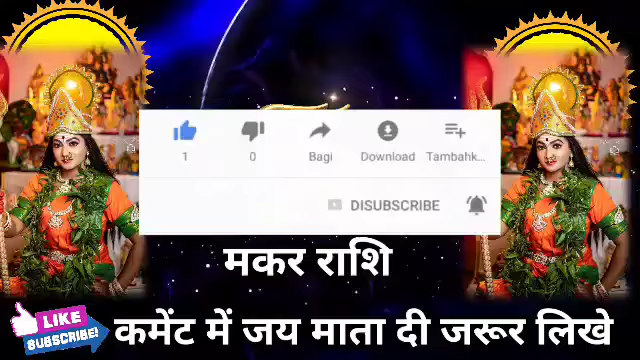 1
0
Bagi
Download
Tambahk...
DISUBSCRIBE
मकर राशि
LIKE
SUBSCRIBE!
कमेंट में जय माता दी जरूर लिखे